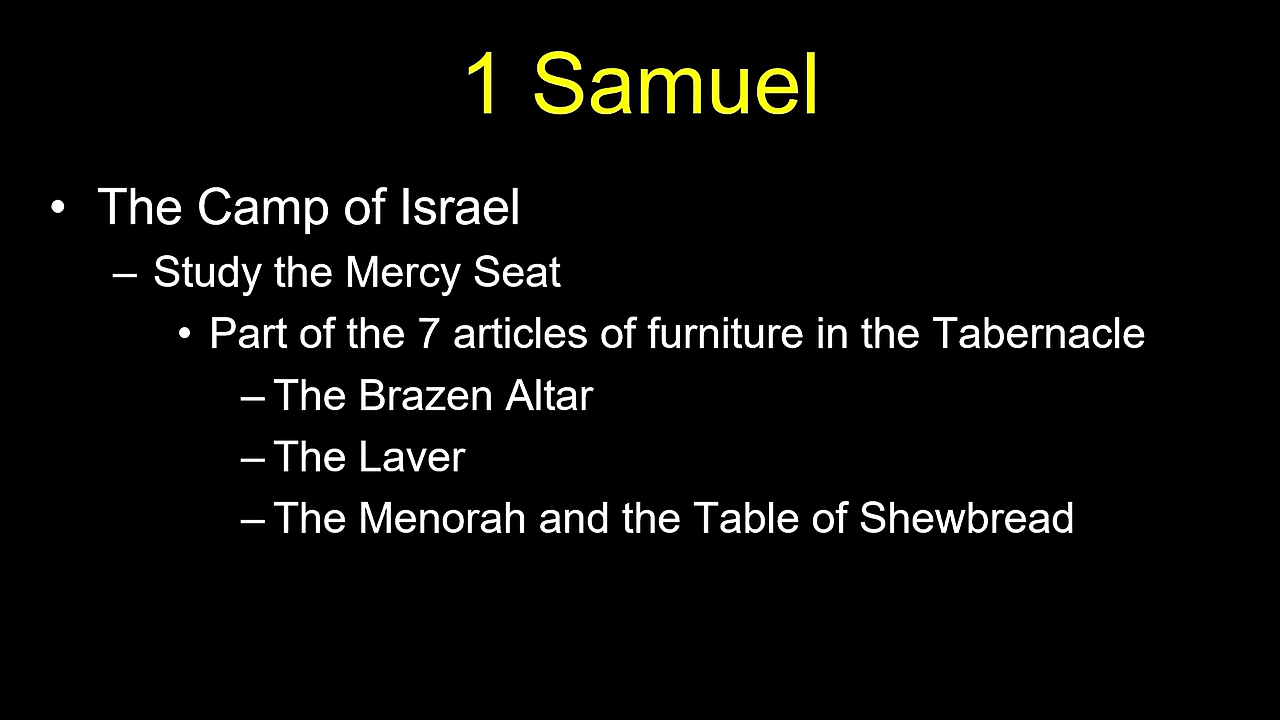 1 Samuel
• The Camp of Israel
– Study the Mercy Seat
• Part of the 7 articles of furniture in the Tabernacle
– The Brazen Altar
– The Laver
– The Menorah and the Table of Shewbread